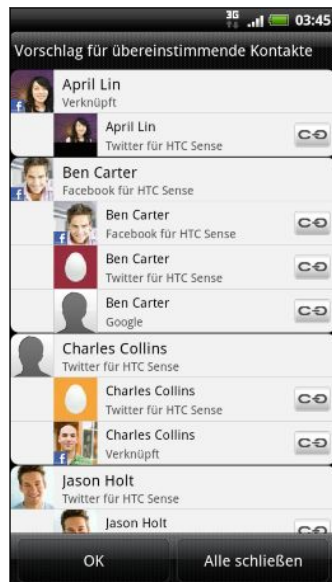 3G 03:45
Vorschlag für übereinstimmende Kontakte
April Lin
Verknüpft
April Lin
Twitter für HTC Sense
Ben Carter
Facebook für HTC Sense
Ben Carter
Facebook für HTC Sense
Ben Carter
Twitter für HTC Sense
Ben Carter
Google
Charles Collins
Twitter für HTC Sense
Charles Collins
Twitter für HTC Sense
Charles Collins
Verknüpft
Jason Holt
Twitter für HTC Sense
Jason Holt
OK Alle schließen